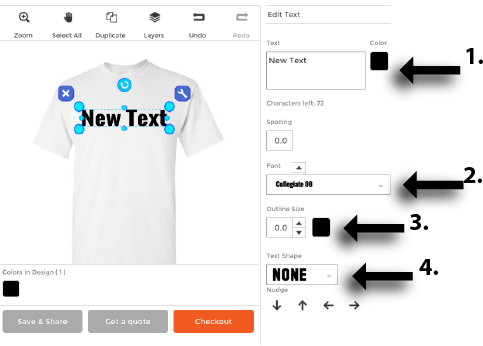 Zoom Select All Duplicate Layers Undo Redo
New Text
Colors in Design ( 1 )
Save & Share Get a quote Checkout
Edit Text
Text Color
New Text
1.
Characters left: 72
Spacing
0.0
Font
Collegiate 08
2.
Outline Size
0.0
3.
Text Shape
NONE
4.
Nudge